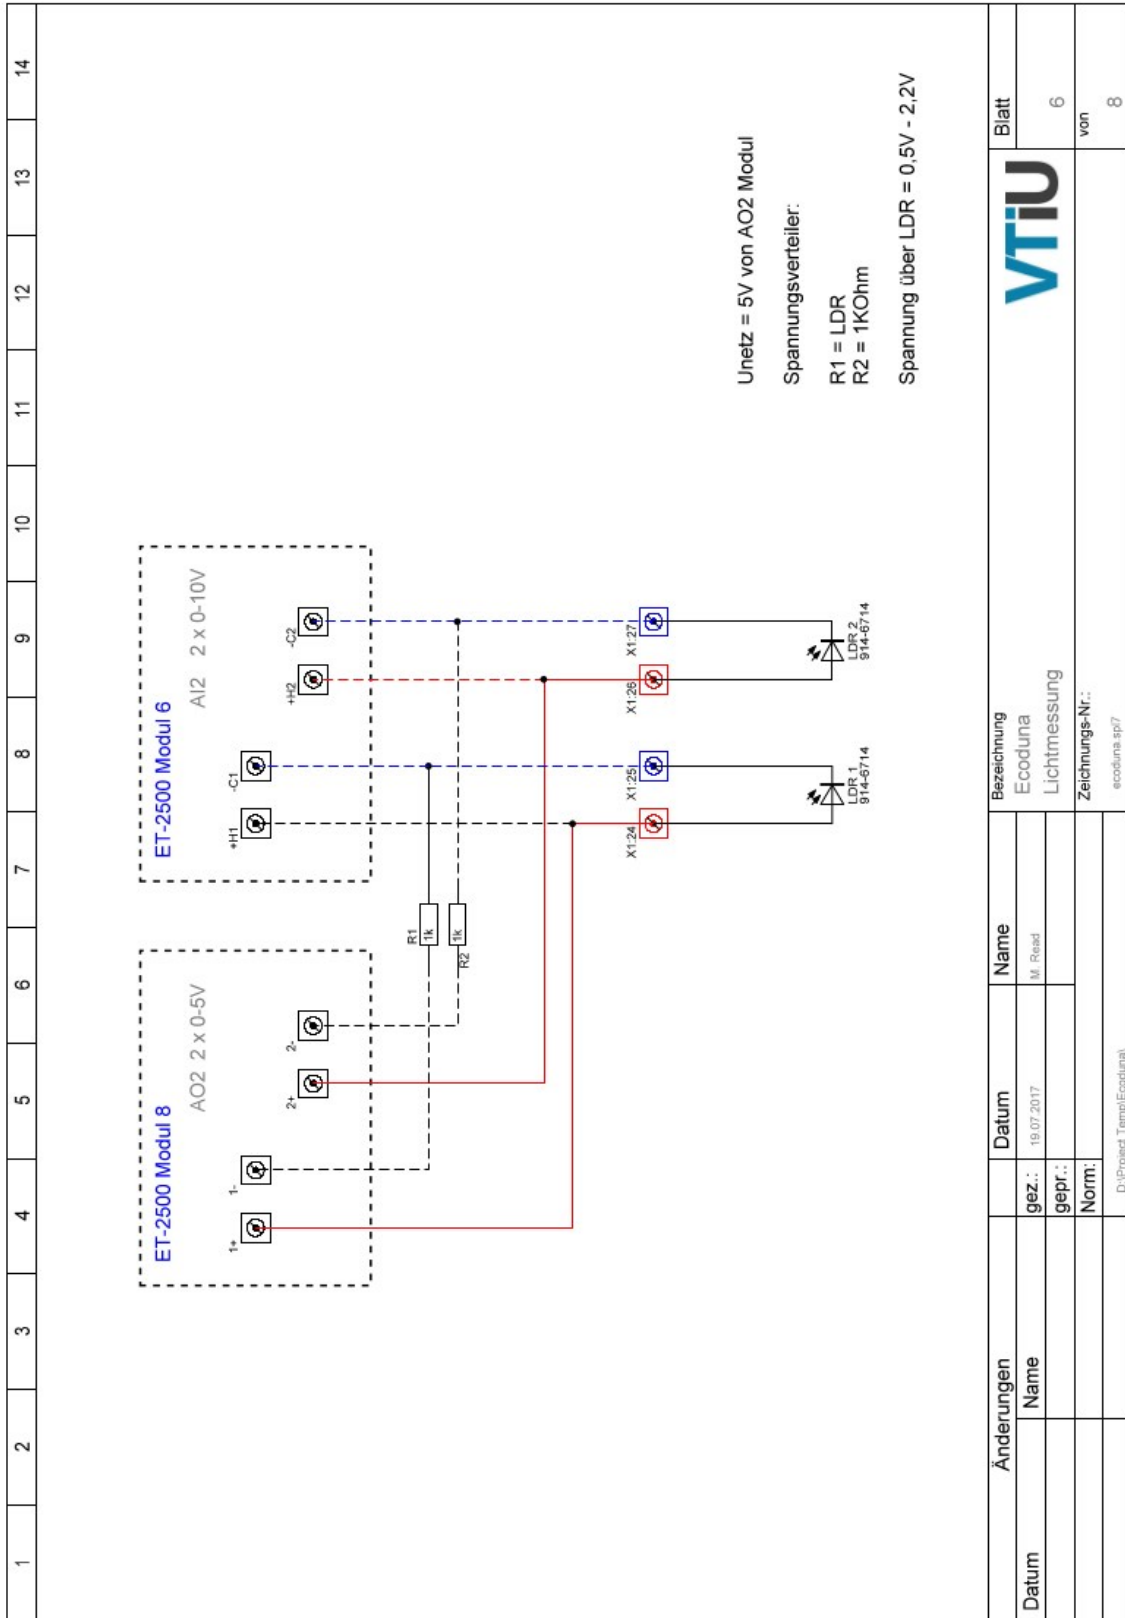 1 2 3 4 5 6 7 8 9 10 11 12 13 14
ET-2500 Modul 8
AO2 2 x 0-5V
1+ 1- 2+ 2-
ET-2500 Modul 6
AI2 2 x 0-10V
+H1 -C1 +H2 -C2
R1
1k
1k
R2
X1:24 X1:25 X1:26 X1:27
LDR 1
914-6714
LDR 2
914-6714
Unetz = 5V von AO2 Modul
Spannungsverteiler:
R1 = LDR
R2 = 1KOhm
Spannung über LDR = 0,5V - 2,2V
Änderungen
Datum Name
Datum Name
gez.: 19.07.2017 M. Read
gepr.:
Norm:
D:\Project Temp\Ecoduna\
Bezeichnung
Ecoduna
Lichtmessung
Zeichnungs-Nr.:
ecoduna.spl7
VTiU
Blatt
6
von
8